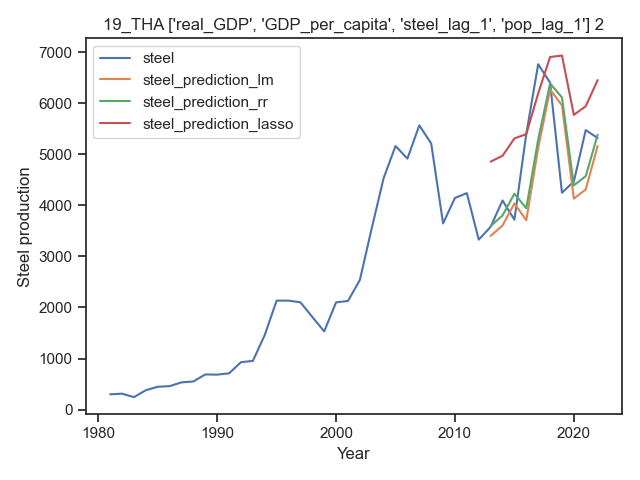 19_THA ['real_GDP', 'GDP_per_capita', 'steel_lag_1', 'pop_lag_1'] 2
steel
steel_prediction_lm
steel_prediction_rr
steel_prediction_lasso
Steel production
7000
6000
5000
4000
3000
2000
1000
0
1980
1990
2000
2010
2020
Year